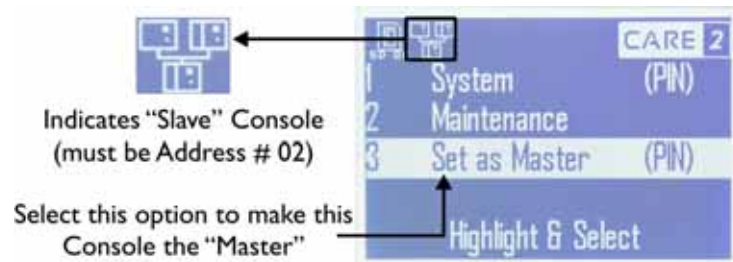 Indicates “Slave” Console
(must be Address # 02)
Select this option to make this
Console the “Master”
CARE 2
1 System (PIN)
2 Maintenance
3 Set as Master (PIN)
Highlight & Select